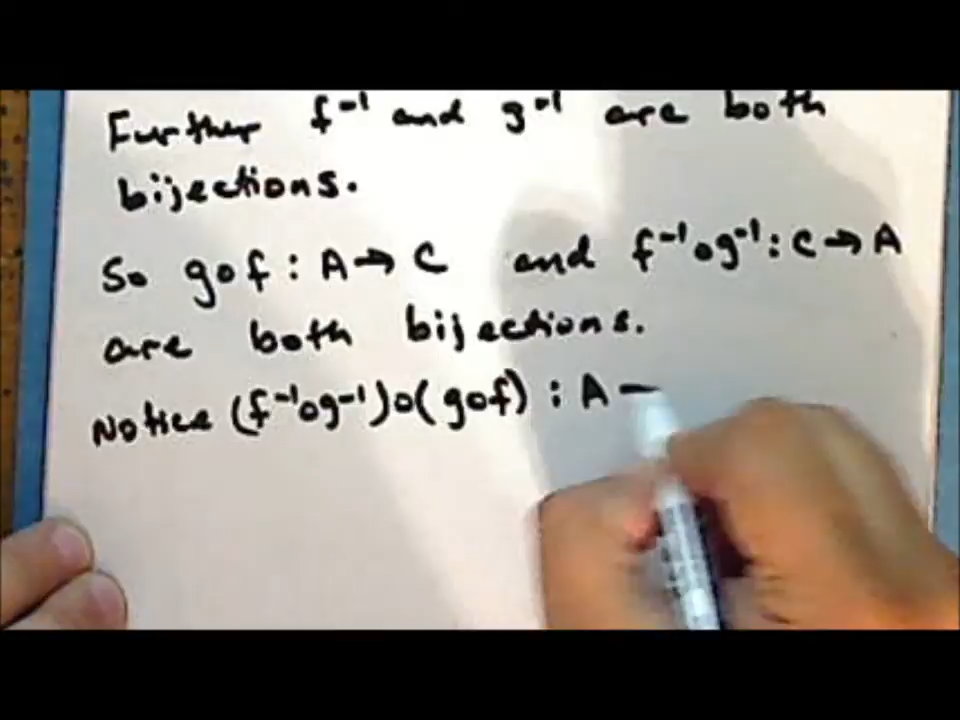 Further f⁻¹ and g⁻¹ are both
bijections.
So g∘f : A→ C and f⁻¹∘g⁻¹ : C→ A
are both bijections.
Notice (f⁻¹∘g⁻¹)∘(g∘f) : A –